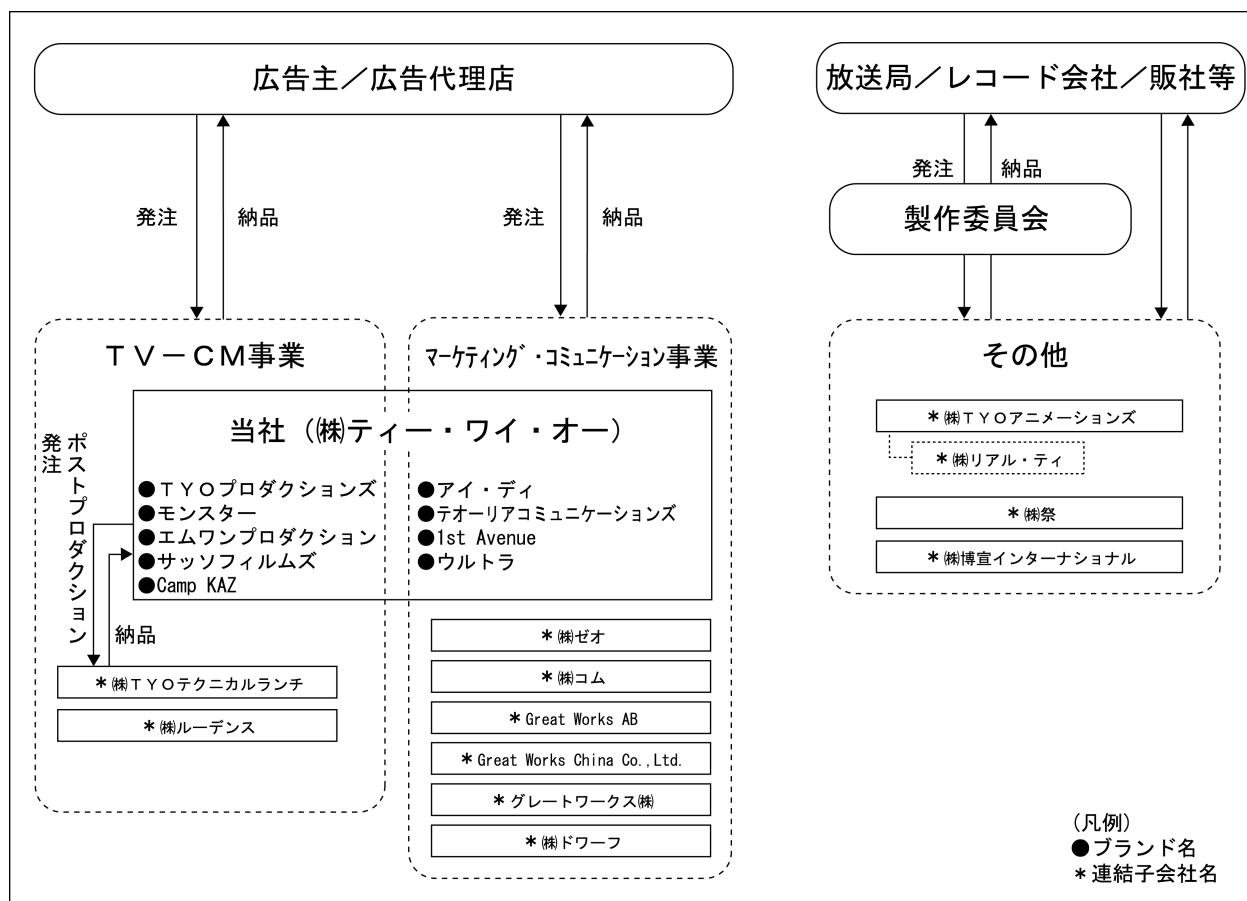 広告主／広告代理店
放送局／レコード会社／販社等
発注
納品
発注
納品
発注
納品
製作委員会
ＴＶ－ＣＭ事業
ﾏｰｹﾃｨﾝｸﾞ・ｺﾐｭﾆｹｰｼｮﾝ事業
その他
当社（㈱ティー・ワイ・オー）
●ＴＹＯプロダクションズ
●モンスター
●エムワンプロダクション
●サッソフィルムズ
●Camp KAZ
●アイ・ディ
●テオーリアコミュニケーションズ
●1st Avenue
●ウルトラ
ポストプロダクション
発注
納品
＊㈱ＴＹＯテクニカルランチ
＊㈱ルーデンス
＊㈱ゼオ
＊㈱コム
＊Great Works AB
＊Great Works China Co.,Ltd.
＊グレートワークス㈱
＊㈱ドワーフ
＊㈱ＴＹＯアニメーションズ
＊㈱リアル・ティ
＊㈱祭
＊㈱博宣インターナショナル
(凡例)
●ブランド名
＊連結子会社名